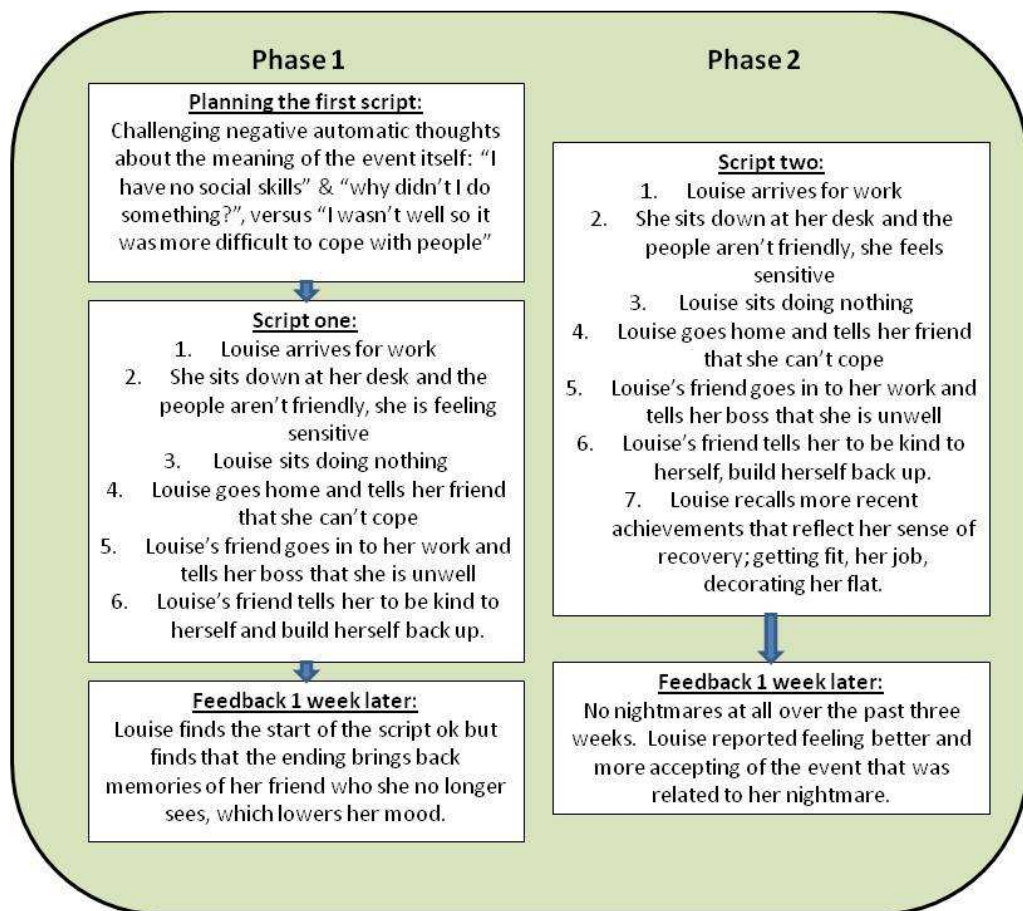 Phase 1
Planning the first script:
Challenging negative automatic thoughts
about the meaning of the event itself: “I
have no social skills” & “why didn’t I do
something?”, versus “I wasn’t well so it
was more difficult to cope with people”
Script one:
1. Louise arrives for work
2. She sits down at her desk and the
people aren’t friendly, she is feeling
sensitive
3. Louise sits doing nothing
4. Louise goes home and tells her friend
that she can’t cope
5. Louise’s friend goes in to her work and
tells her boss that she is unwell
6. Louise’s friend tells her to be kind to
herself and build herself back up.
Feedback 1 week later:
Louise finds the start of the script ok but
finds that the ending brings back
memories of her friend who she no longer
sees, which lowers her mood.
Phase 2
Script two:
1. Louise arrives for work
2. She sits down at her desk and the
people aren’t friendly, she feels
sensitive
3. Louise sits doing nothing
4. Louise goes home and tells her friend
that she can’t cope
5. Louise’s friend goes in to her work and
tells her boss that she is unwell
6. Louise’s friend tells her to be kind to
herself, build herself back up.
7. Louise recalls more recent
achievements that reflect her sense of
recovery; getting fit, her job,
decorating her flat.
Feedback 1 week later:
No nightmares at all over the past three
weeks. Louise reported feeling better and
more accepting of the event that was
related to her nightmare.